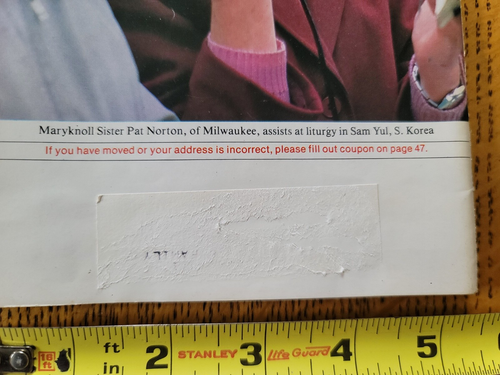 Maryknoll Sister Pat Norton, of Milwaukee, assists at liturgy in Sam Yul, S. Korea
If you have moved or your address is incorrect, please fill out coupon on page 47.
16 ft ft in 2 STANLEY 3 Life Guard 4 5